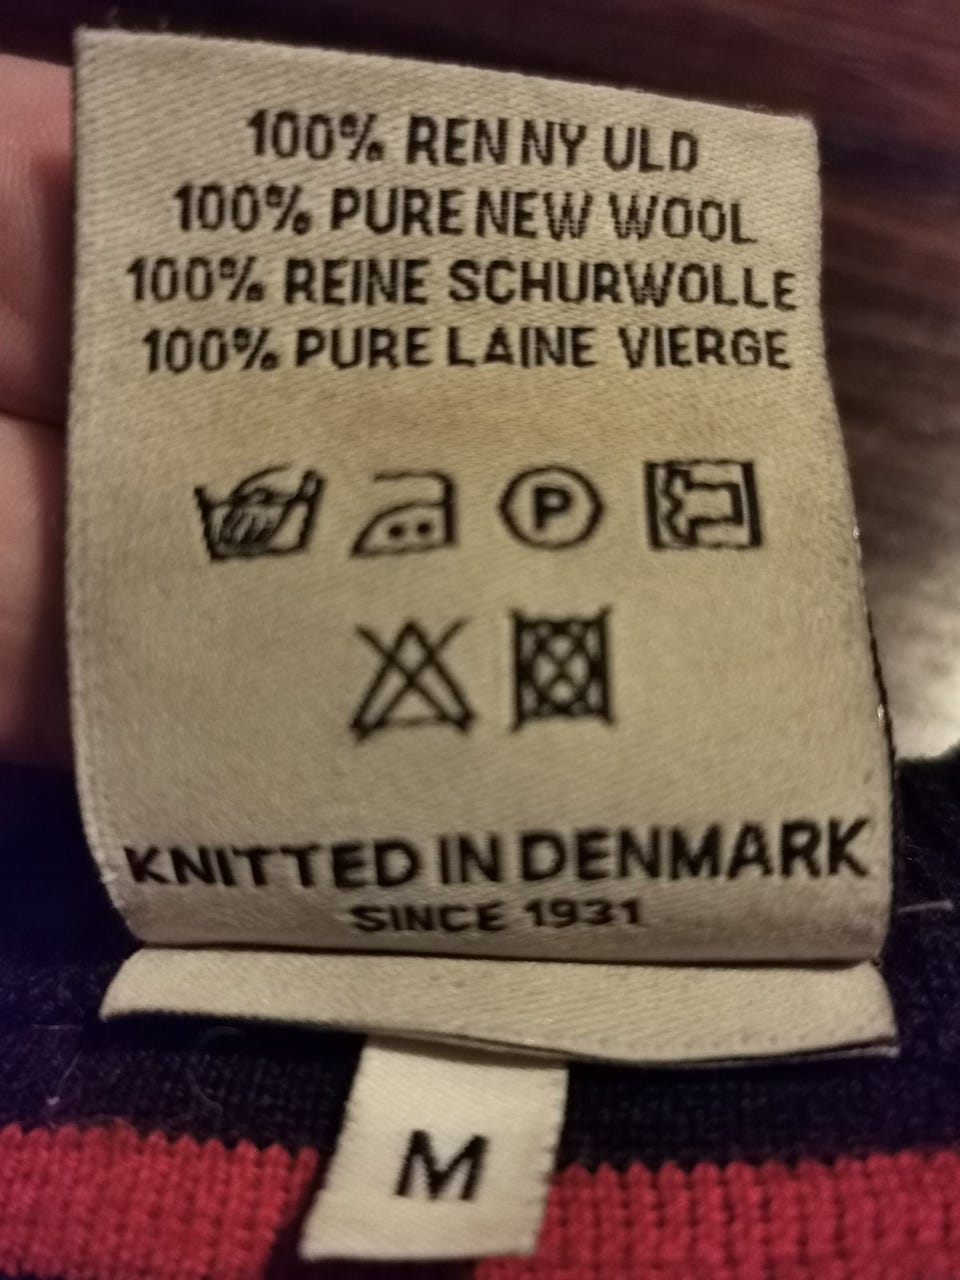 100% REN NY ULD
100% PURE NEW WOOL
100% REINE SCHURWOLLE
100% PURE LAINE VIERGE
P
KNITTED IN DENMARK
SINCE 1931
M